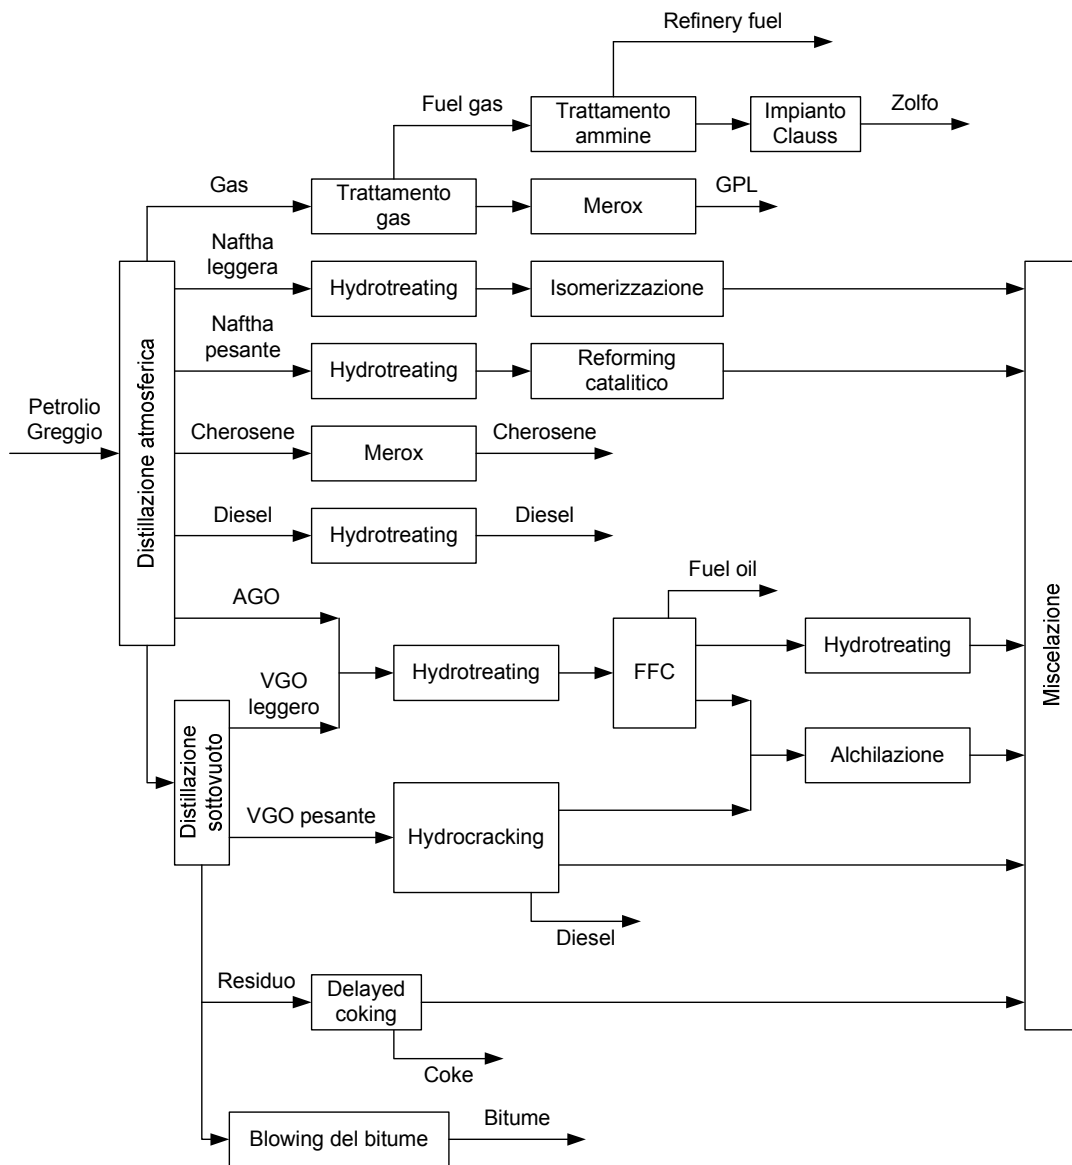 Refinery fuel
Fuel gas
Trattamento
ammine
Impianto
Clauss
Zolfo
Gas
Trattamento
gas
Merox
GPL
Naftha
leggera
Hydrotreating
Isomerizzazione
Naftha
pesante
Hydrotreating
Reforming
catalitico
Petrolio
Greggio
Distillazione atmosferica
Cherosene
Merox
Cherosene
Diesel
Hydrotreating
Diesel
AGO
Fuel oil
VGO
leggero
Hydrotreating
FFC
Hydrotreating
Miscelazione
Alchilazione
Distillazione
sottovuoto
VGO pesante
Hydrocracking
Diesel
Residuo
Delayed
coking
Coke
Blowing del bitume
Bitume